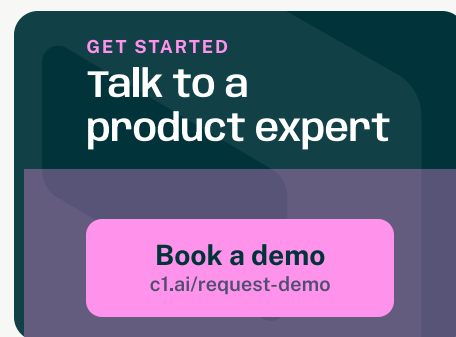 GET STARTED
Talk to a
product expert
Book a demo
c1.ai/request-demo